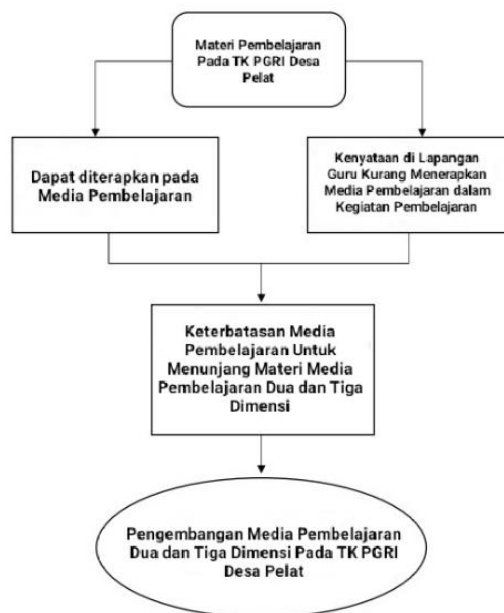 Materi Pembelajaran
Pada TK PGRI Desa
Pelat
Dapat diterapkan pada
Media Pembelajaran
Kenyataan di Lapangan
Guru Kurang Menerapkan
Media Pembelajaran dalam
Kegiatan Pembelajaran
Keterbatasan Media
Pembelajaran Untuk
Menunjang Materi Media
Pembelajaran Dua dan Tiga
Dimensi
Pengembangan Media Pembelajaran
Dua dan Tiga Dimensi Pada TK PGRI
Desa Pelat